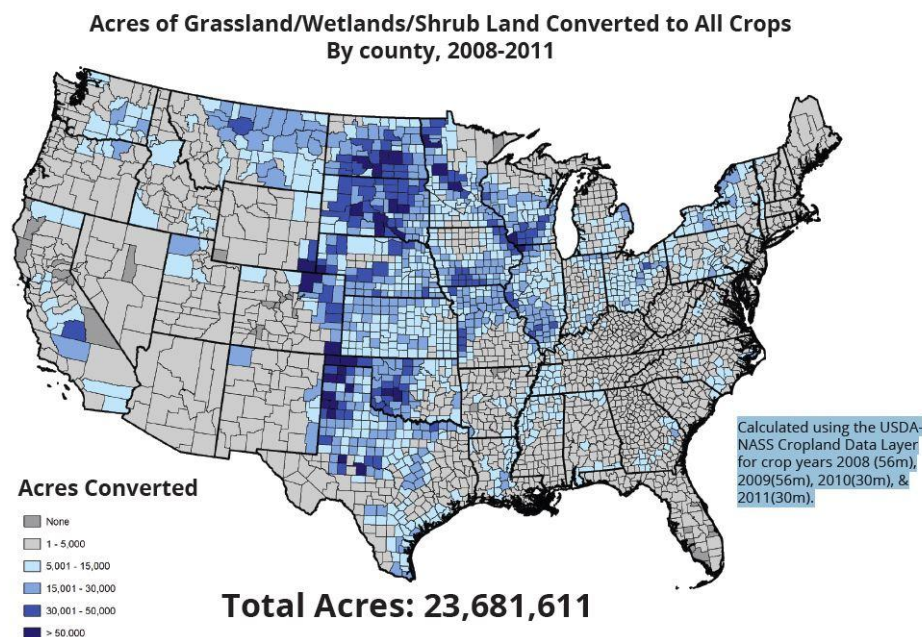 Acres of Grassland/Wetlands/Shrub Land Converted to All Crops
By county, 2008-2011
Calculated using the USDA-
NASS Cropland Data Layer
for crop years 2008 (56m),
2009(56m), 2010(30m), &
2011(30m).
Acres Converted
None
1 - 5,000
5,001 - 15,000
15,001 - 30,000
30,001 - 50,000
> 50.000
Total Acres: 23,681,611